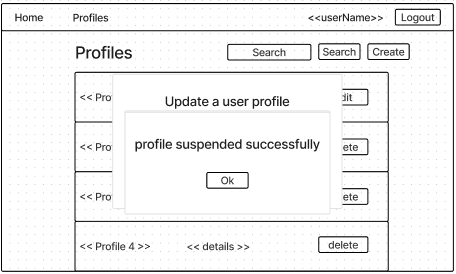 Home Profiles <<userName>> Logout
Profiles Search Search Create
Update a user profile
<< Pro dit
profile suspended successfully
<< Pro ete
Ok
<< Pro ete
<< Profile 4 >> << details >> delete